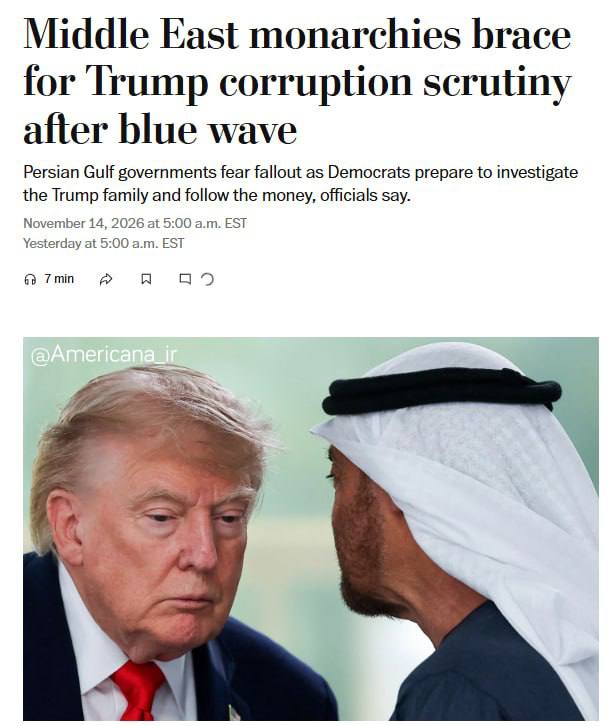 Middle East monarchies brace
for Trump corruption scrutiny
after blue wave
Persian Gulf governments fear fallout as Democrats prepare to investigate
the Trump family and follow the money, officials say.
November 14, 2026 at 5:00 a.m. EST
Yesterday at 5:00 a.m. EST
7 min
@Americana_ir